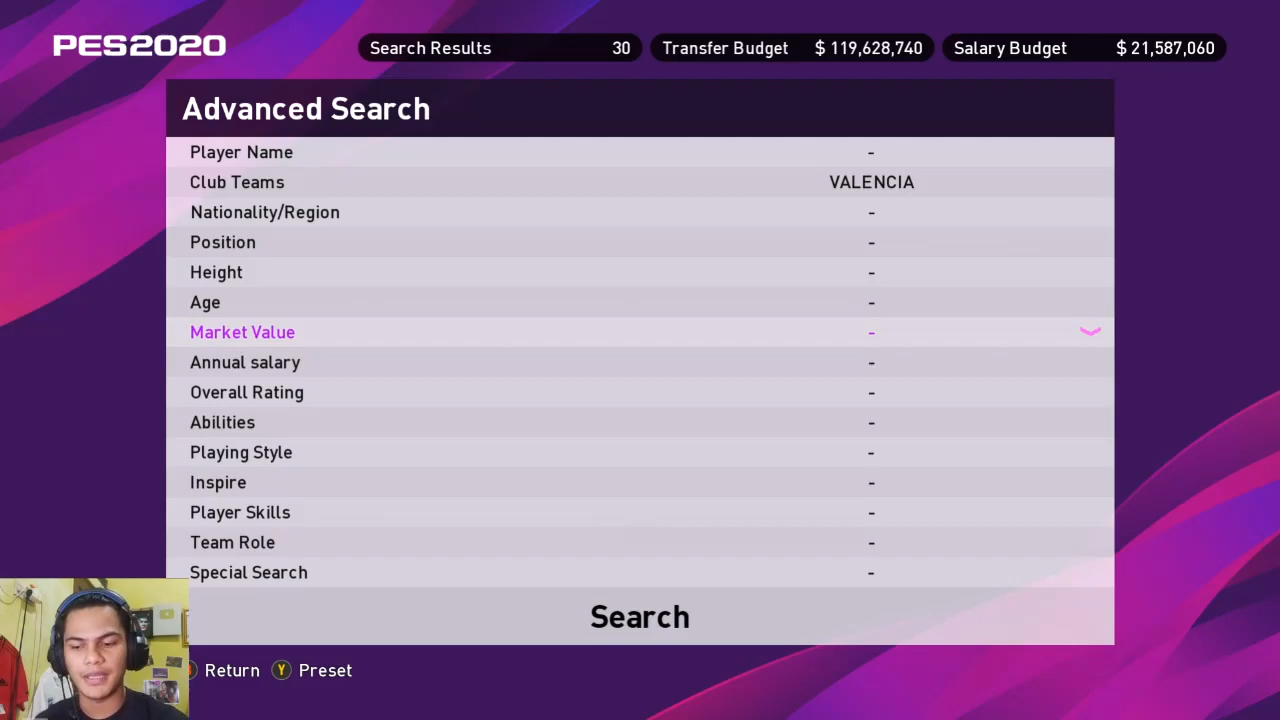 PES2020
Search Results 30
Transfer Budget $ 119,628,740
Salary Budget $ 21,587,060
Advanced Search
Player Name -
Club Teams VALENCIA
Nationality/Region -
Position -
Height -
Age -
Market Value -
Annual salary -
Overall Rating -
Abilities -
Playing Style -
Inspire -
Player Skills -
Team Role -
Special Search -
Search
Return Y Preset